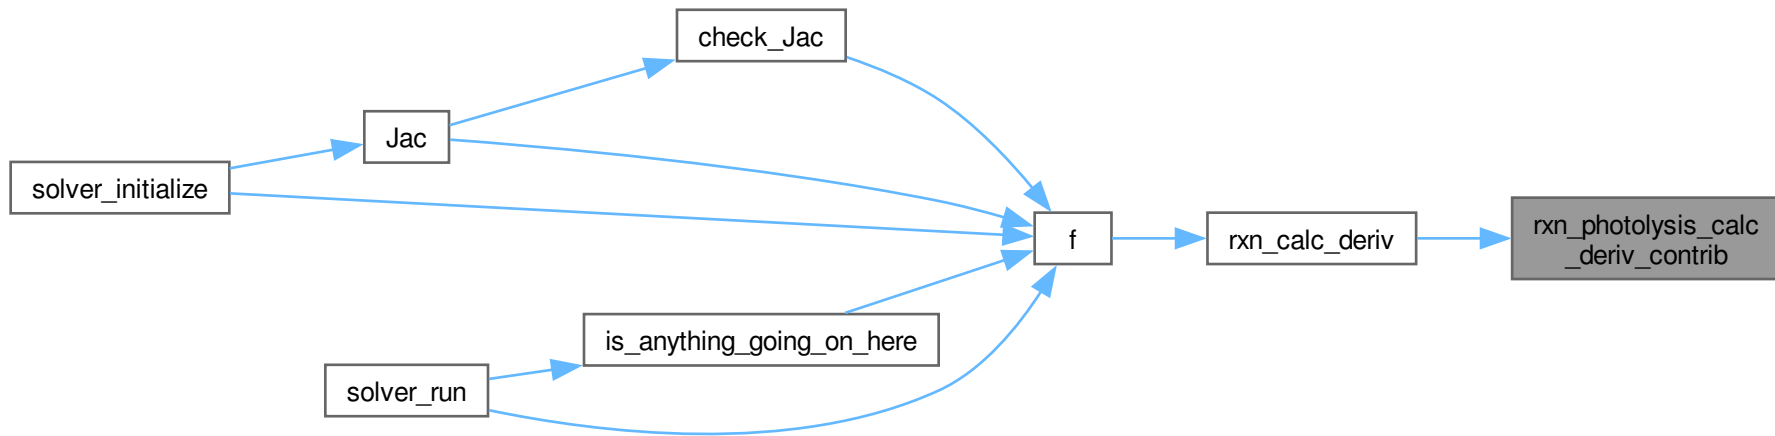 check_Jac
Jac
solver_initialize
f
rxn_calc_deriv
rxn_photolysis_calc
_deriv_contrib
is_anything_going_on_here
solver_run